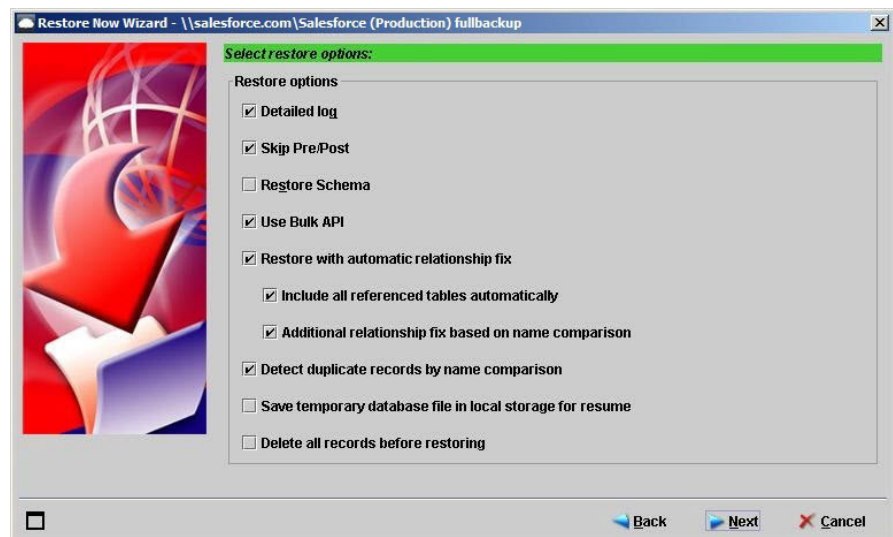 Restore Now Wizard - \\salesforce.com\Salesforce (Production) fullbackup
Select restore options:
Restore options
Detailed log
Skip Pre/Post
Restore Schema
Use Bulk API
Restore with automatic relationship fix
Include all referenced tables automatically
Additional relationship fix based on name comparison
Detect duplicate records by name comparison
Save temporary database file in local storage for resume
Delete all records before restoring
Back Next Cancel